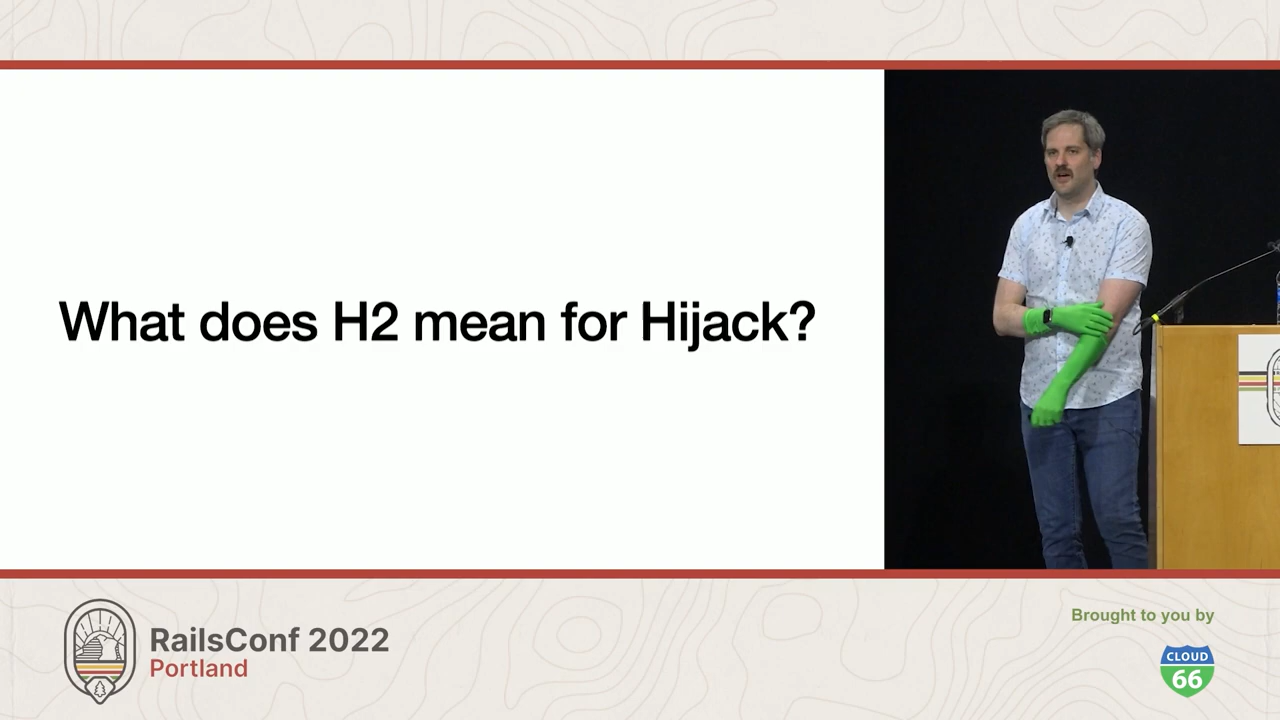 What does H2 mean for Hijack?
RailsConf 2022
Portland
Brought to you by
CLOUD
66